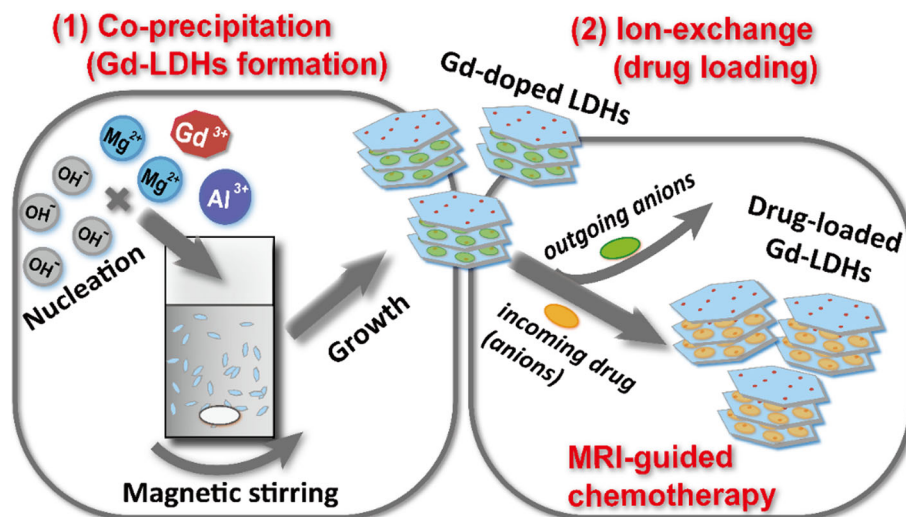 (1) Co-precipitation
(Gd-LDHs formation)
(2) Ion-exchange
(drug loading)
Gd-doped LDHs
Mg²⁺
Gd ³⁺
OH⁻
Mg²⁺
Al³⁺
OH⁻
OH⁻
OH⁻
OH⁻
Nucleation
Growth
Magnetic stirring
outgoing anions
incoming drug
(anions)
Drug-loaded
Gd-LDHs
MRI-guided
chemotherapy